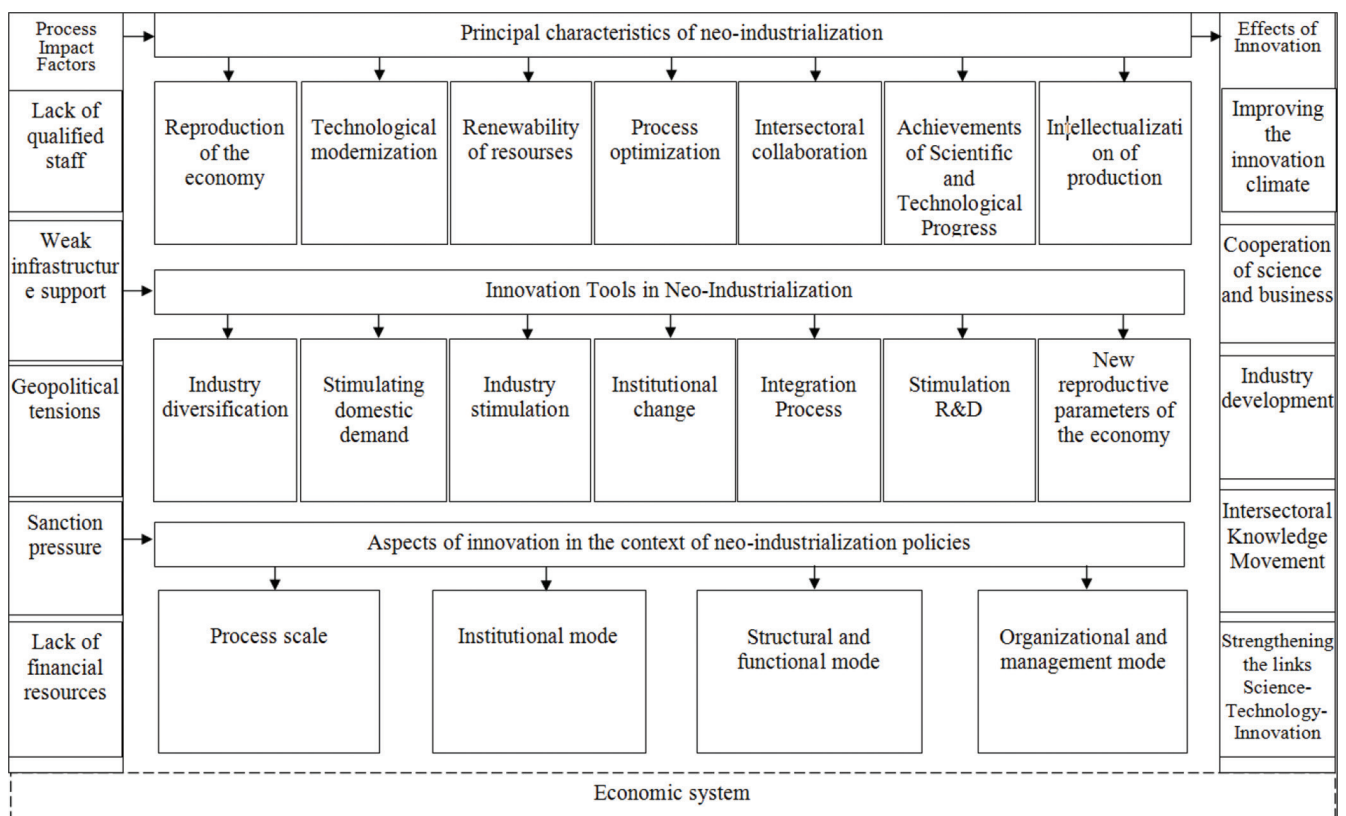 Process
Impact
Factors
Principal characteristics of neo-industrialization
Effects of
Innovation
Lack of
qualified
staff
Weak
infrastructur
e support
Geopolitical
tensions
Sanction
pressure
Lack of
financial
resources
Reproduction
of the
economy
Technological
modernization
Renewability
of resourses
Process
optimization
Intersectoral
collaboration
Achievements
of Scientific
and
Technological
Progress
Intellectualizati
on of
production
Innovation Tools in Neo-Industrialization
Industry
diversification
Stimulating
domestic
demand
Industry
stimulation
Institutional
change
Integration
Process
Stimulation
R&D
New
reproductive
parameters of
the economy
Aspects of innovation in the context of neo-industrialization policies
Process scale
Institutional mode
Structural and
functional mode
Organizational and
management mode
Improving
the
innovation
climate
Cooperation
of science
and business
Industry
development
Intersectoral
Knowledge
Movement
Strengthening
the links
Science-
Technology-
Innovation
Economic system